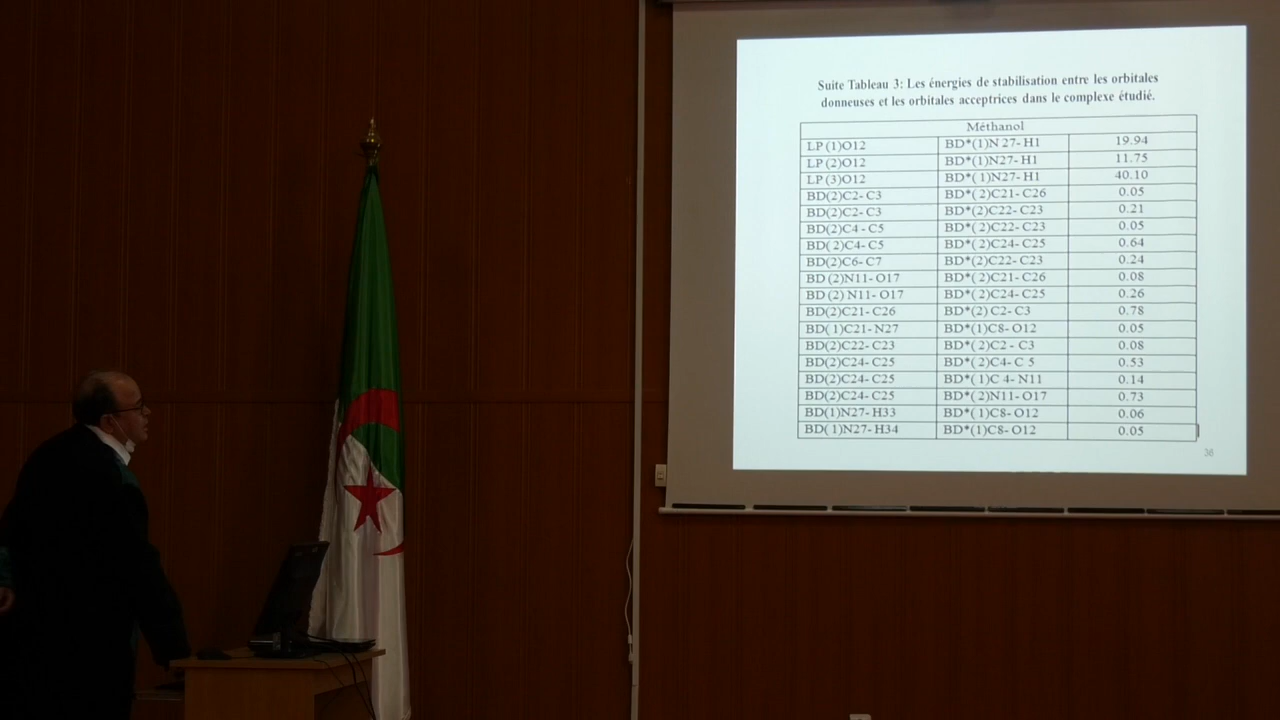 Suite Tableau 3: Les énergies de stabilisation entre les orbitales
donneuses et les orbitales acceptrices dans le complexe étudié.
Méthanol
LP (1)O12 BD*(1)N 27- H1 19.94
LP (2)O12 BD*(1)N27- H1 11.75
LP (3)O12 BD*( 1)N27- H1 40.10
BD(2)C2- C3 BD*( 2)C21- C26 0.05
BD(2)C2- C3 BD*(2)C22- C23 0.21
BD(2)C4 - C5 BD*( 2)C22- C23 0.05
BD( 2)C4- C5 BD*( 2)C24- C25 0.64
BD(2)C6- C7 BD*(2)C22- C23 0.24
BD (2)N11- O17 BD*( 2)C21- C26 0.08
BD (2) N11- O17 BD*( 2)C24- C25 0.26
BD(2)C21- C26 BD*(2) C2- C3 0.78
BD( 1)C21- N27 BD*(1)C8- O12 0.05
BD(2)C22- C23 BD*( 2)C2 - C3 0.08
BD(2)C24- C25 BD*( 2)C4- C 5 0.53
BD(2)C24- C25 BD*( 1)C 4- N11 0.14
BD(2)C24- C25 BD*( 2)N11- O17 0.73
BD(1)N27- H33 BD*(1)C8- O12 0.06
BD( 1)N27- H34 BD*(1)C8- O12 0.05
36